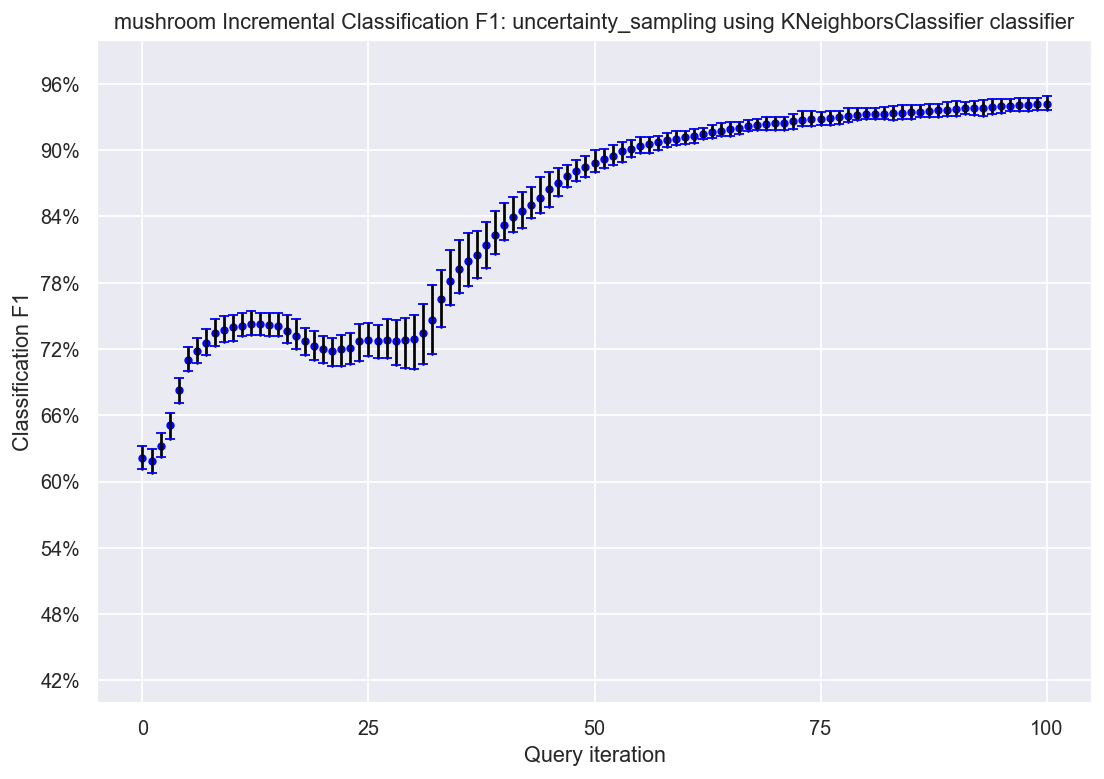 mushroom Incremental Classification F1: uncertainty_sampling using KNeighborsClassifier classifier
96%
90%
84%
78%
72%
66%
60%
54%
48%
42%
Classification F1
0 25 50 75 100
Query iteration